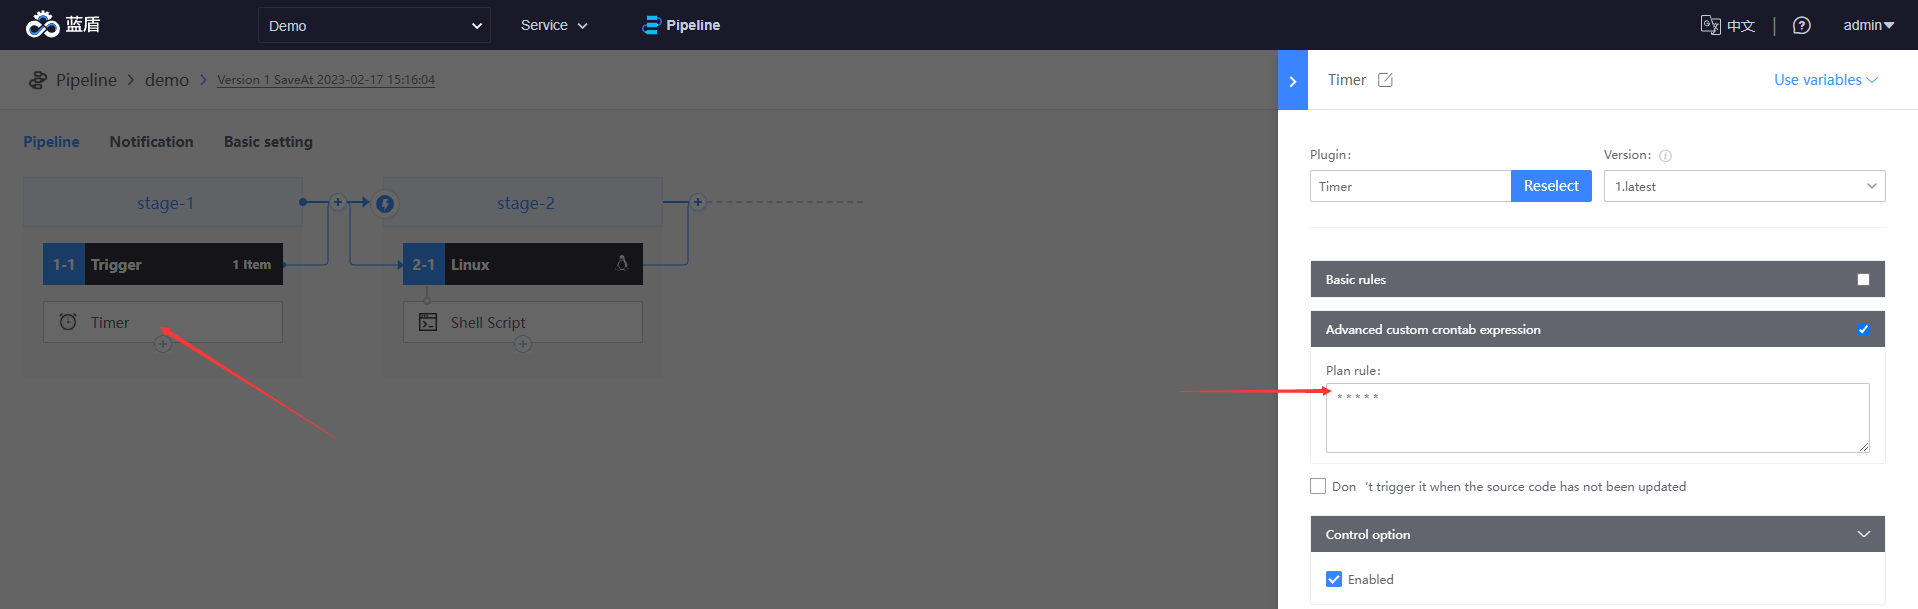 蓝盾
Demo
Service
Pipeline
中文
admin
Pipeline > demo > Version 1 SaveAt 2023-02-17 15:16:04
Pipeline
Notification
Basic setting
stage-1
1-1 Trigger 1 Item
Timer
stage-2
2-1 Linux
Shell Script
Timer
Use variables
Plugin:
Timer
Reselect
Version:
1.latest
Basic rules
Advanced custom crontab expression
Plan rule:
* * * * *
Don ‘t trigger it when the source code has not been updated
Control option
Enabled